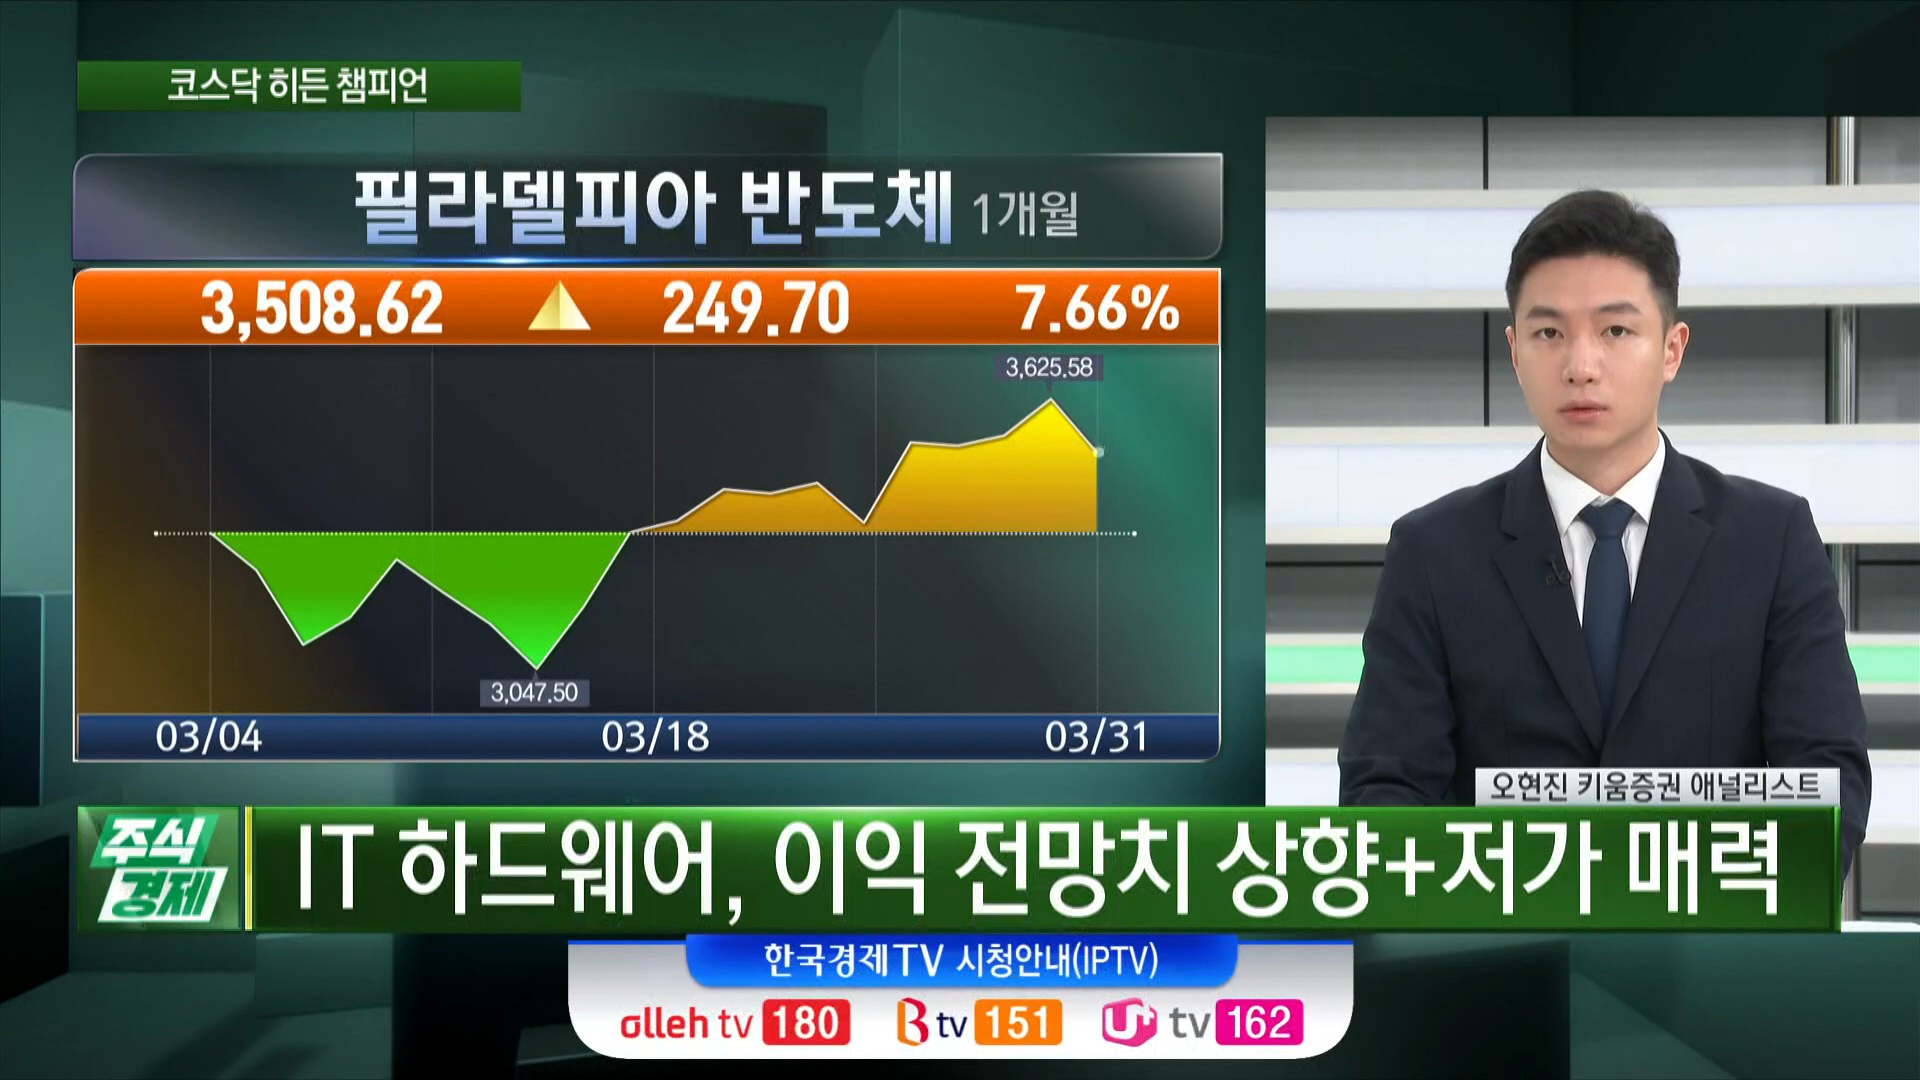 코스닥 히든 챔피언
필라델피아 반도체 1개월
3,508.62 ▲ 249.70 7.66%
3,625.58
3,047.50
03/04 03/18 03/31
오현진 키움증권 애널리스트
주식
경제
IT 하드웨어, 이익 전망치 상향+저가 매력
한국경제TV 시청안내(IPTV)
olleh tv 180 B tv 151 U+ tv 162